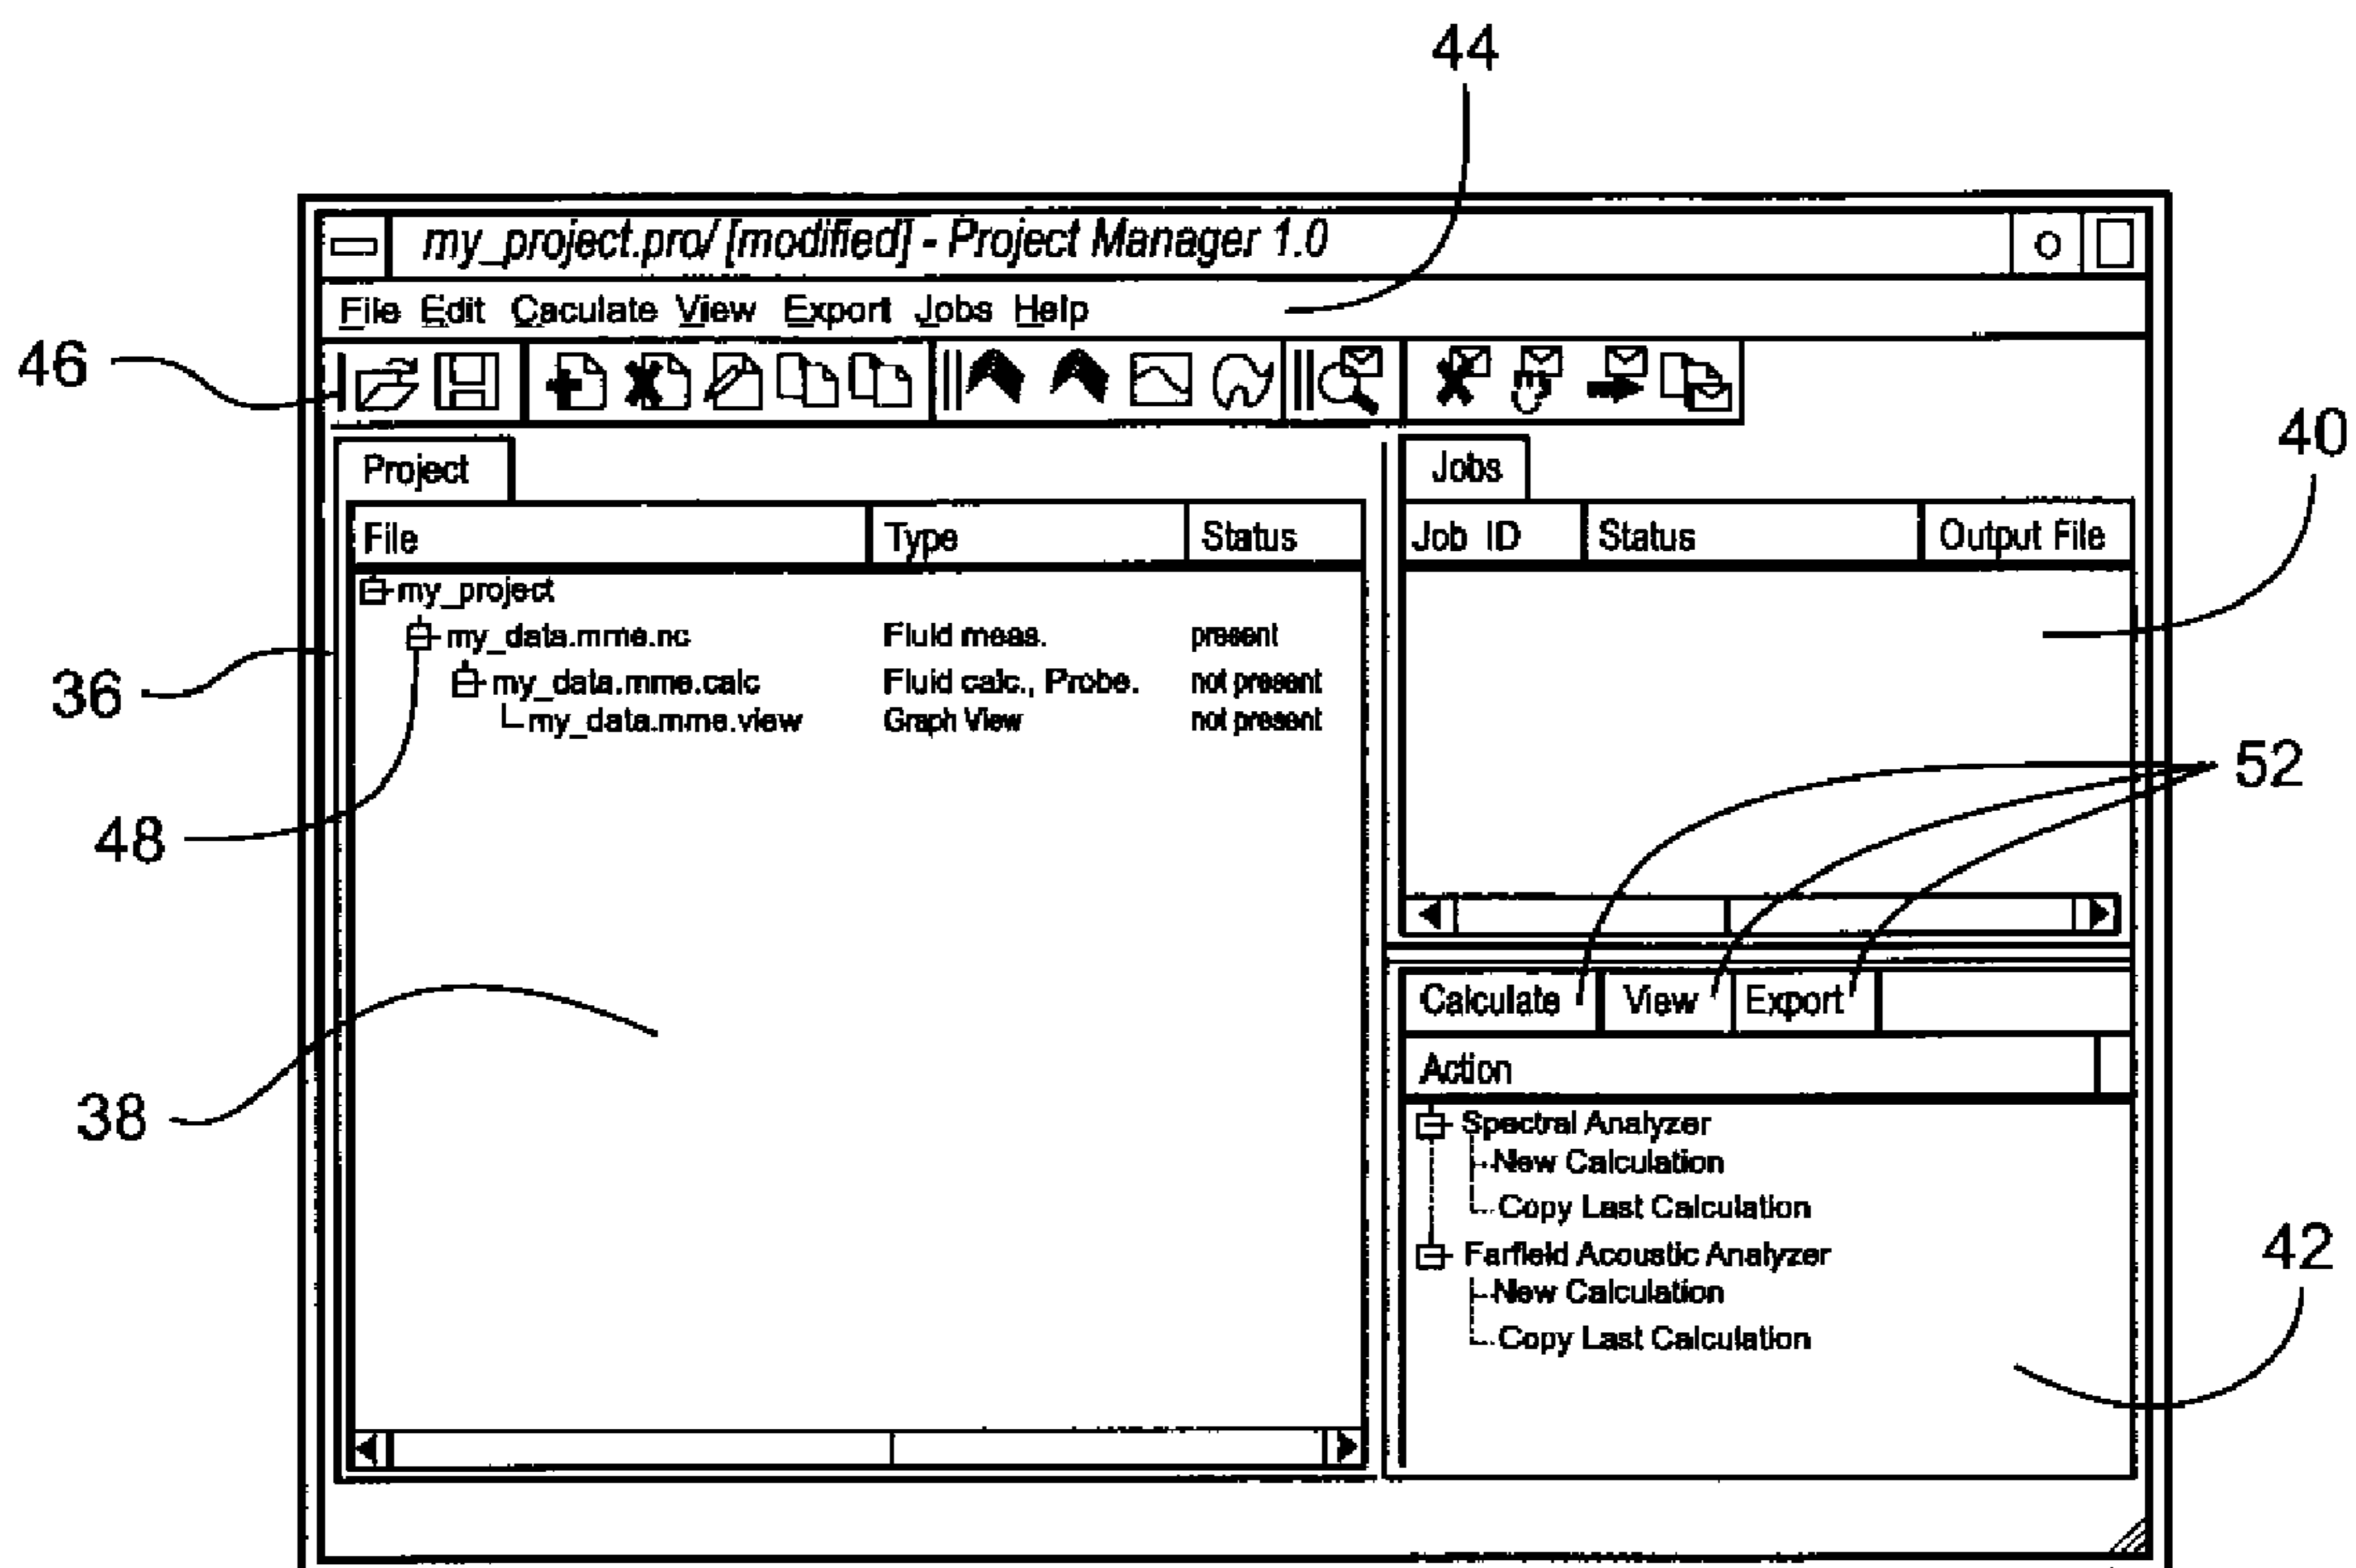 44
my_project.pro/ [modified] - Project Manager 1.0
File Edit Caculate View Export Jobs Help
46
40
Project
Jobs
File Type Status
Job ID Status Output File
my_project
my_data.mme.nc Fluid meas. present
36
my_data.mme.calc Fluid calc., Probe. not present
my_data.mme.view Graph View not present
52
48
Calculate View Export
Action
38
Spectral Analyzer
New Calculation
Copy Last Calculation
42
Farfield Acoustic Analyzer
New Calculation
Copy Last Calculation